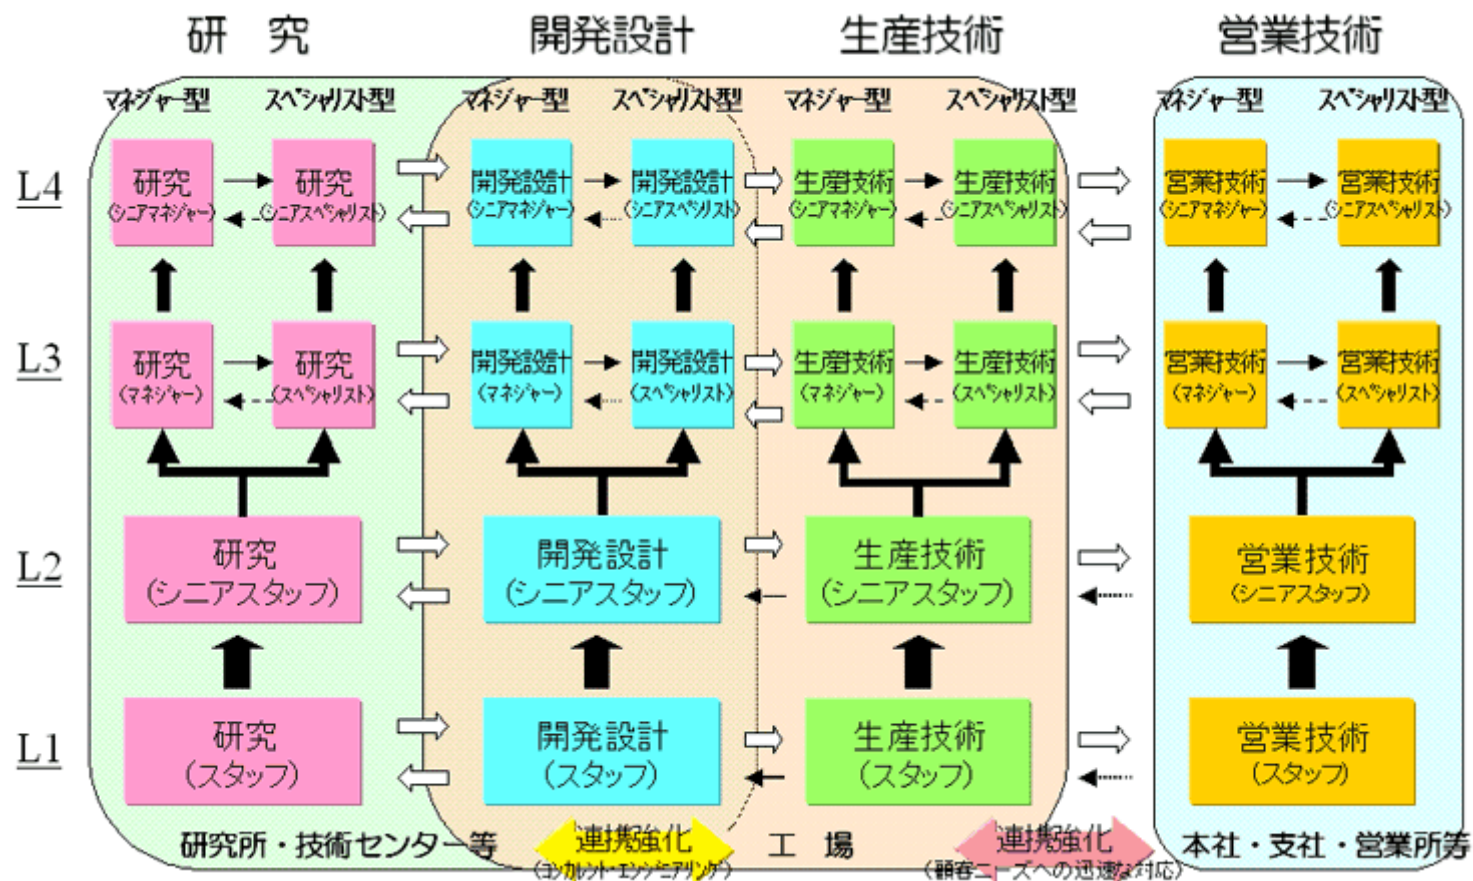 研 究 開発設計 生産技術 営業技術
マネジャー型 スペシャリスト型 マネジャー型 スペシャリスト型 マネジャー型 スペシャリスト型 マネジャー型 スペシャリスト型
L4
研究 研究 開発設計 開発設計 生産技術 生産技術 営業技術 営業技術
(シニアマネジャー) (シニアスペシャリスト) (シニアマネジャー) (シニアスペシャリスト) (シニアマネジャー) (シニアスペシャリスト) (シニアマネジャー) (シニアスペシャリスト)
L3
研究 研究 開発設計 開発設計 生産技術 生産技術 営業技術 営業技術
(マネジャー) (スペシャリスト) (マネジャー) (スペシャリスト) (マネジャー) (スペシャリスト) (マネジャー) (スペシャリスト)
L2
研究 開発設計 生産技術 営業技術
(シニアスタッフ) (シニアスタッフ) (シニアスタッフ) (シニアスタッフ)
L1
研究 開発設計 生産技術 営業技術
(スタッフ) (スタッフ) (スタッフ) (スタッフ)
研究所・技術センター等 連携強化 工 場 連携強化 本社・支社・営業所等
(コンカレント・エンジニアリング) (顧客ニーズへの迅速な対応)